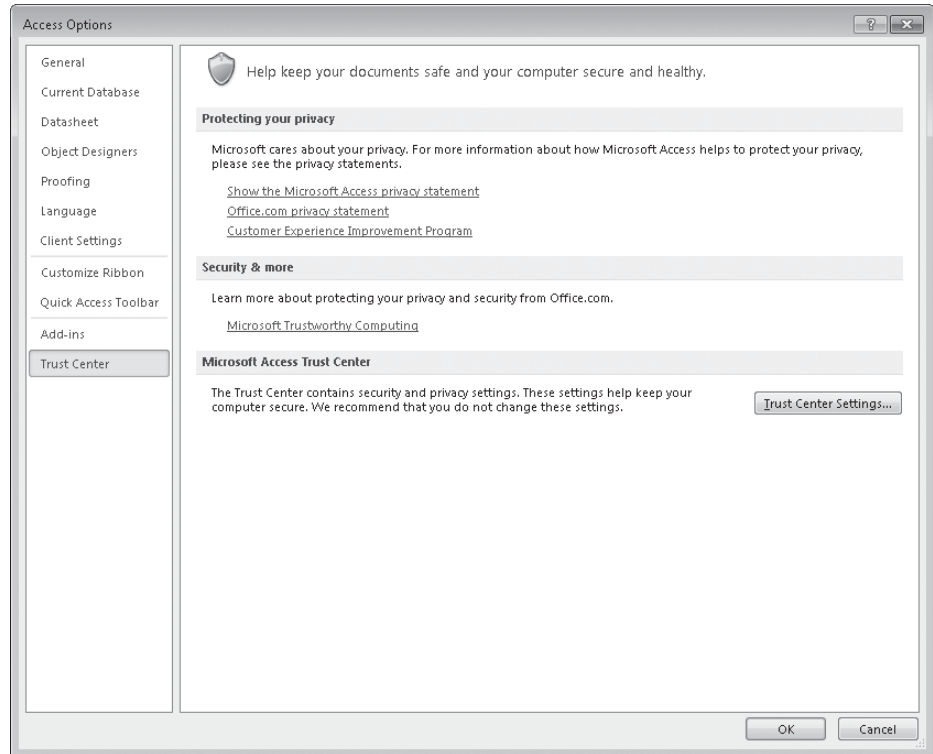 Access Options
General
Current Database
Datasheet
Object Designers
Proofing
Language
Client Settings
Customize Ribbon
Quick Access Toolbar
Add-ins
Trust Center
Help keep your documents safe and your computer secure and healthy.
Protecting your privacy
Microsoft cares about your privacy. For more information about how Microsoft Access helps to protect your privacy,
please see the privacy statements.
Show the Microsoft Access privacy statement
Office.com privacy statement
Customer Experience Improvement Program
Security & more
Learn more about protecting your privacy and security from Office.com.
Microsoft Trustworthy Computing
Microsoft Access Trust Center
The Trust Center contains security and privacy settings. These settings help keep your
computer secure. We recommend that you do not change these settings.
Trust Center Settings...
OK
Cancel